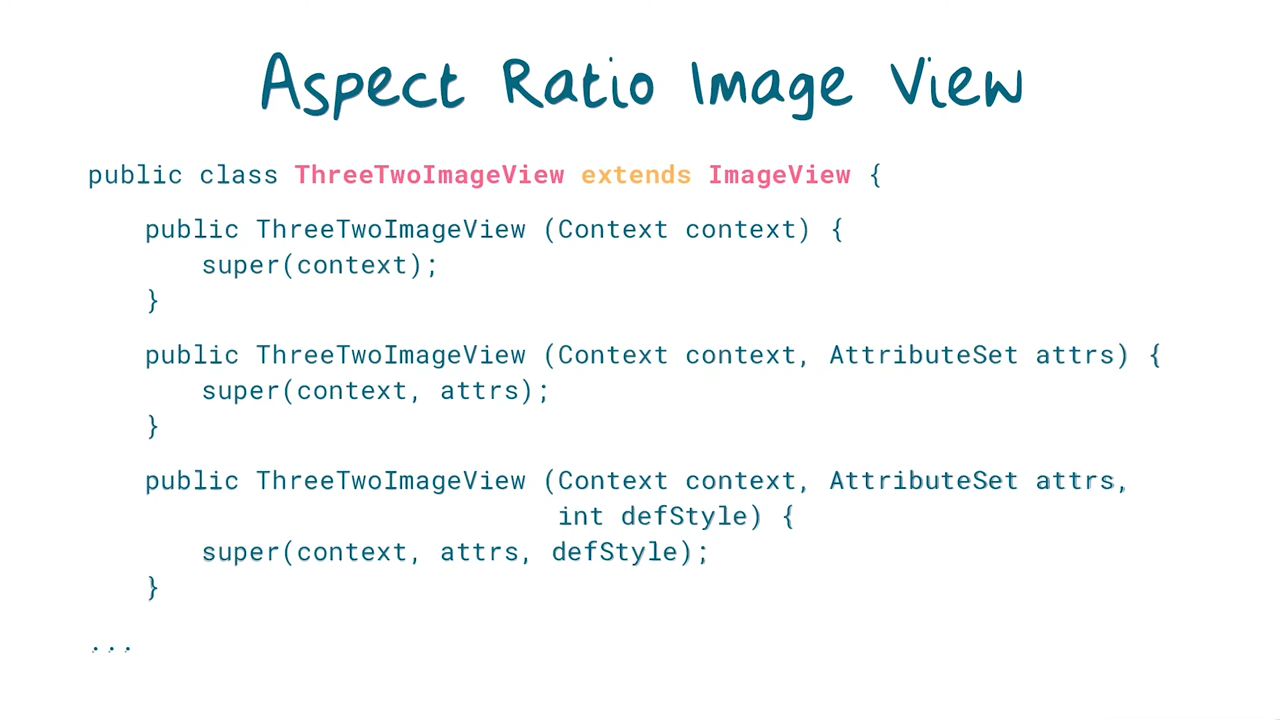 Aspect Ratio Image View
public class ThreeTwoImageView extends ImageView {
public ThreeTwoImageView (Context context) {
super(context);
}
public ThreeTwoImageView (Context context, AttributeSet attrs) {
super(context, attrs);
}
public ThreeTwoImageView (Context context, AttributeSet attrs,
int defStyle) {
super(context, attrs, defStyle);
}
...